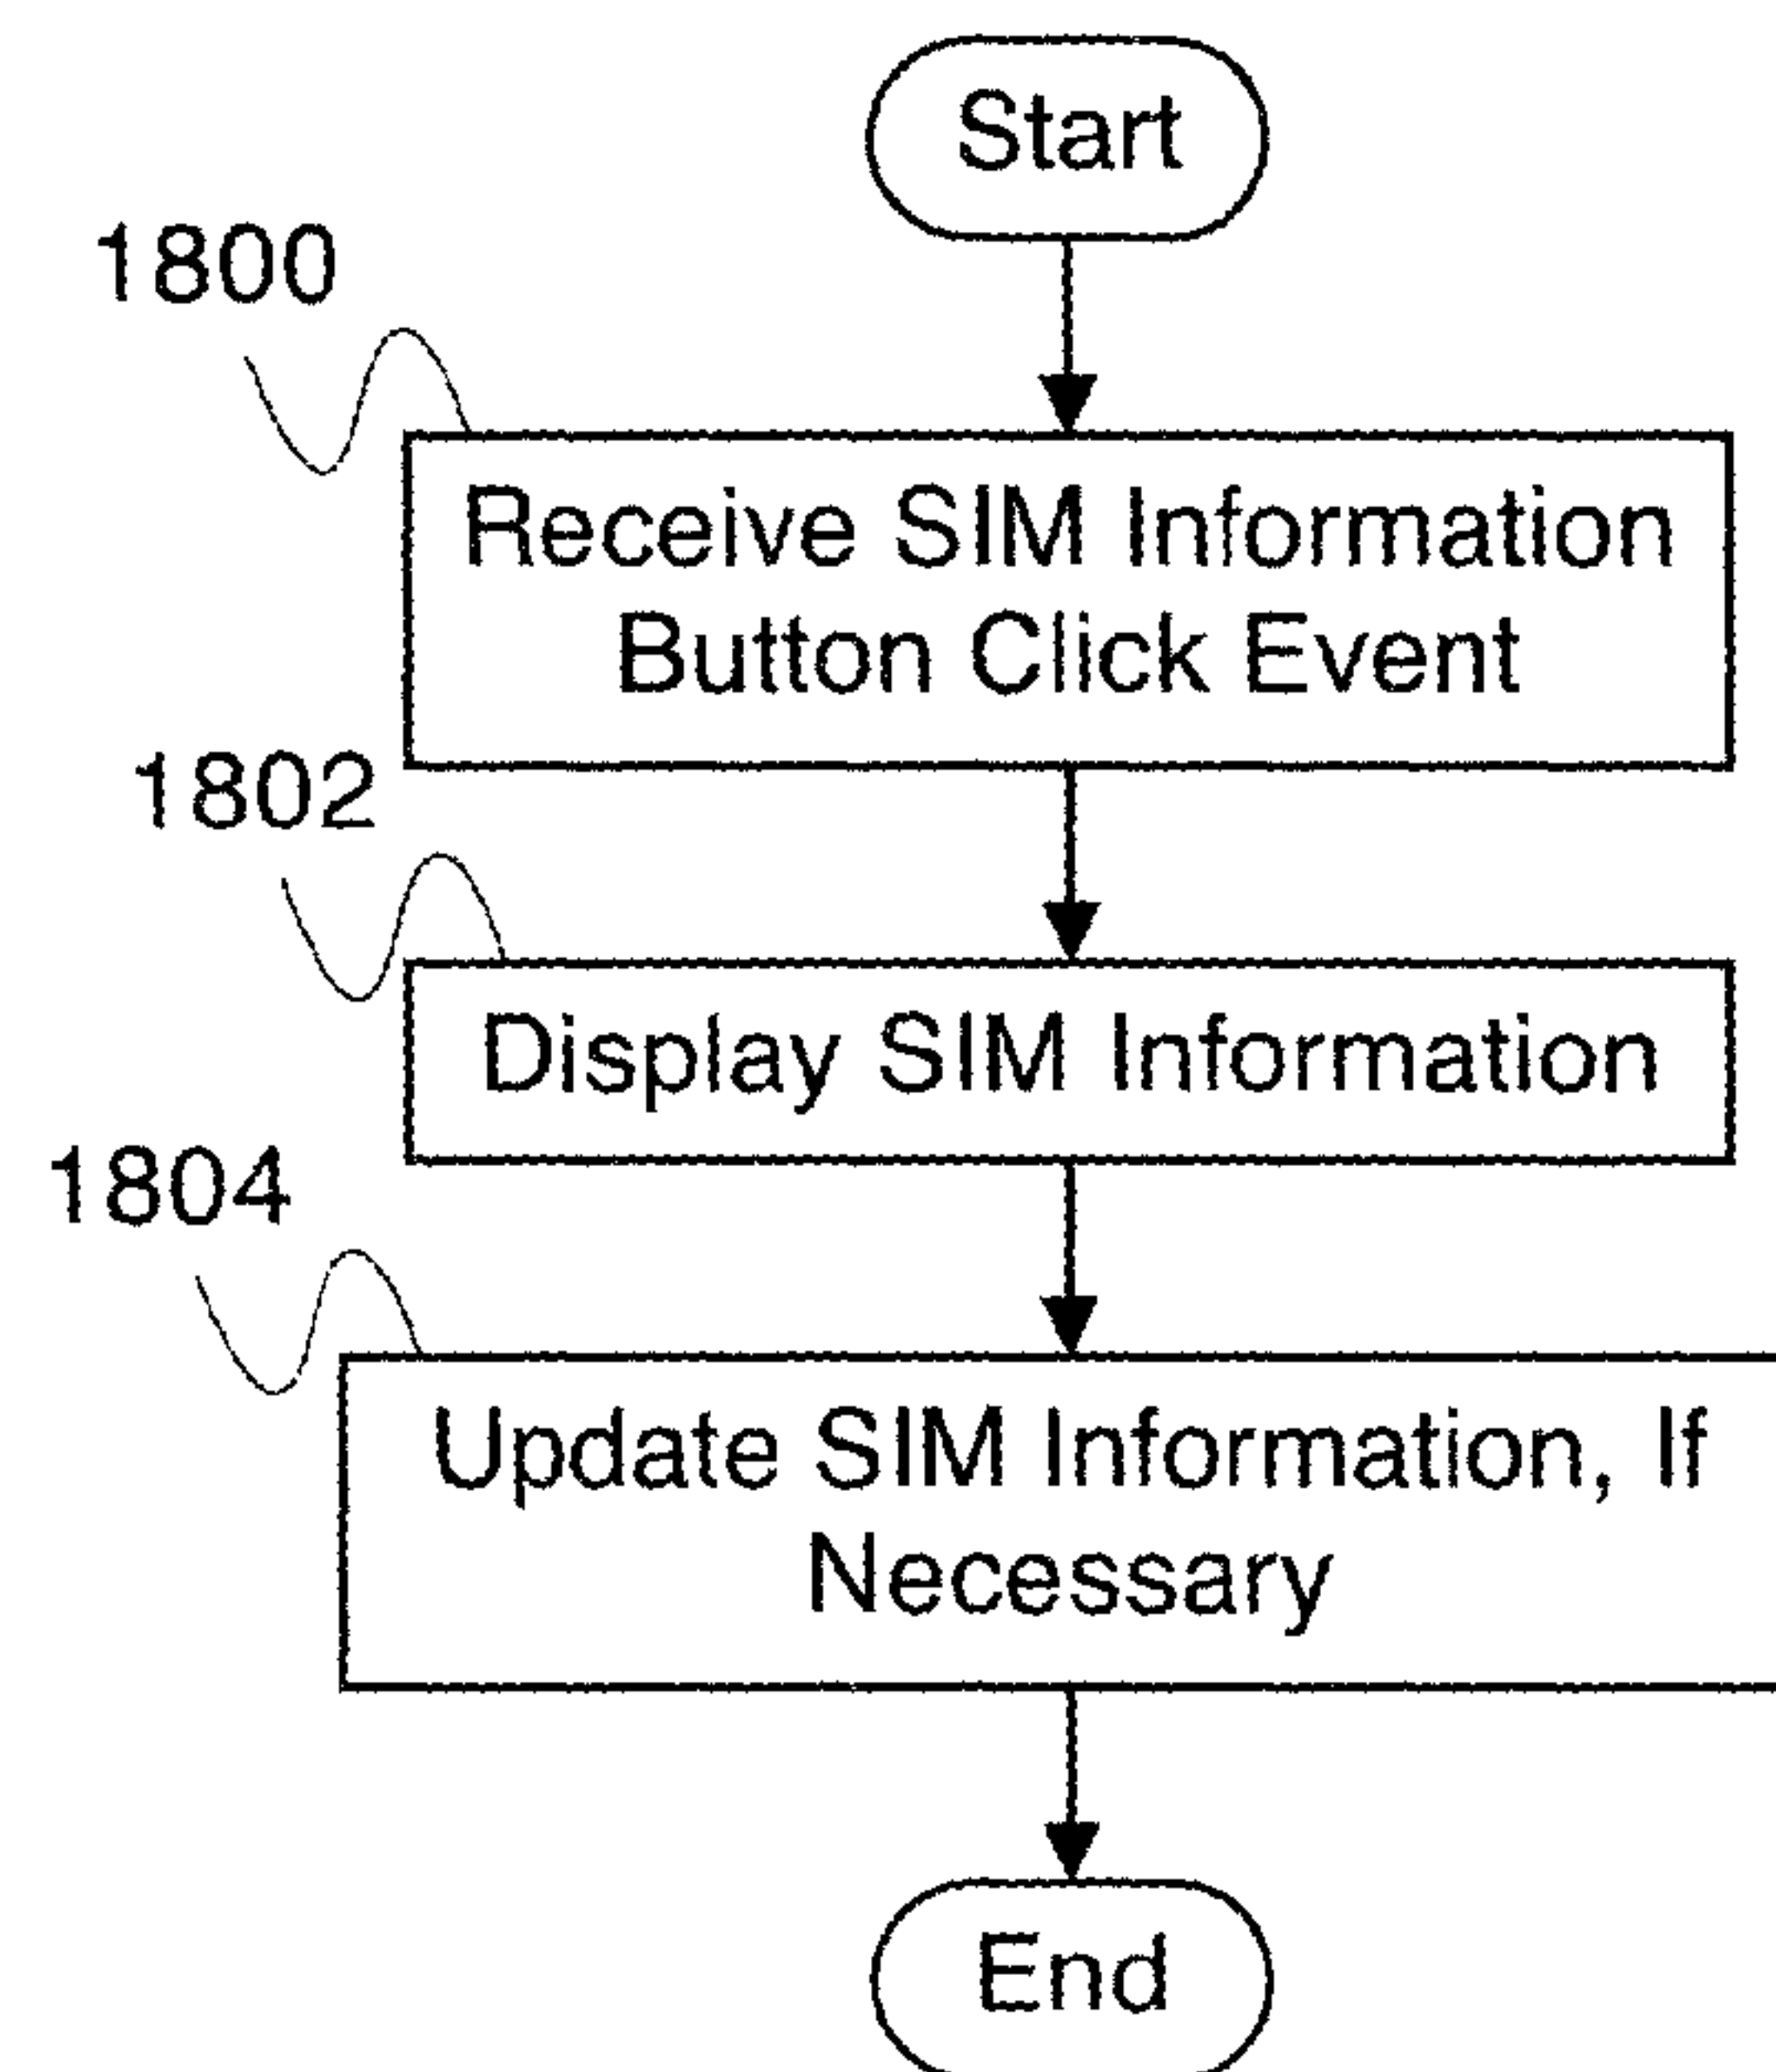 Start
1800
Receive SIM Information
Button Click Event
1802
Display SIM Information
1804
Update SIM Information, If
Necessary
End